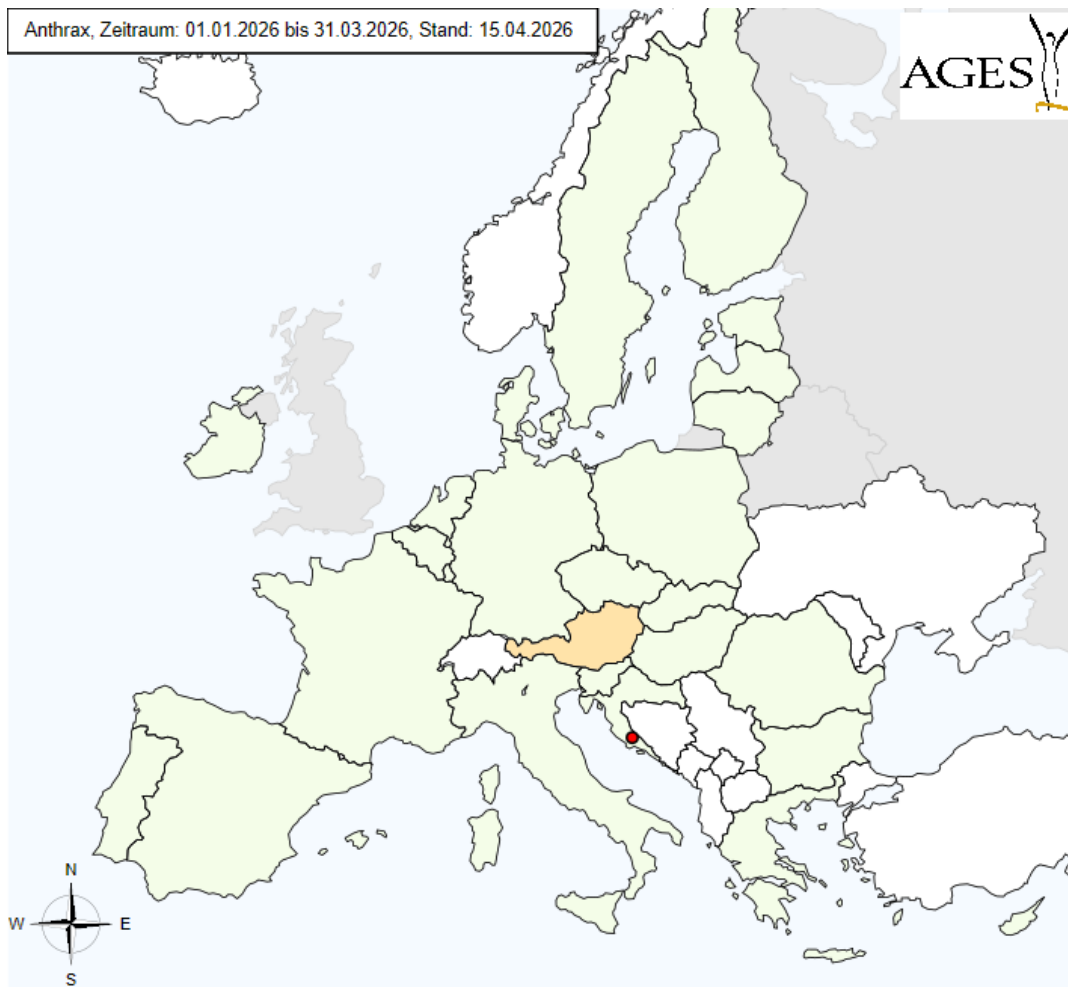 Anthrax, Zeitraum: 01.01.2026 bis 31.03.2026, Stand: 15.04.2026
AGES
N
W E
S